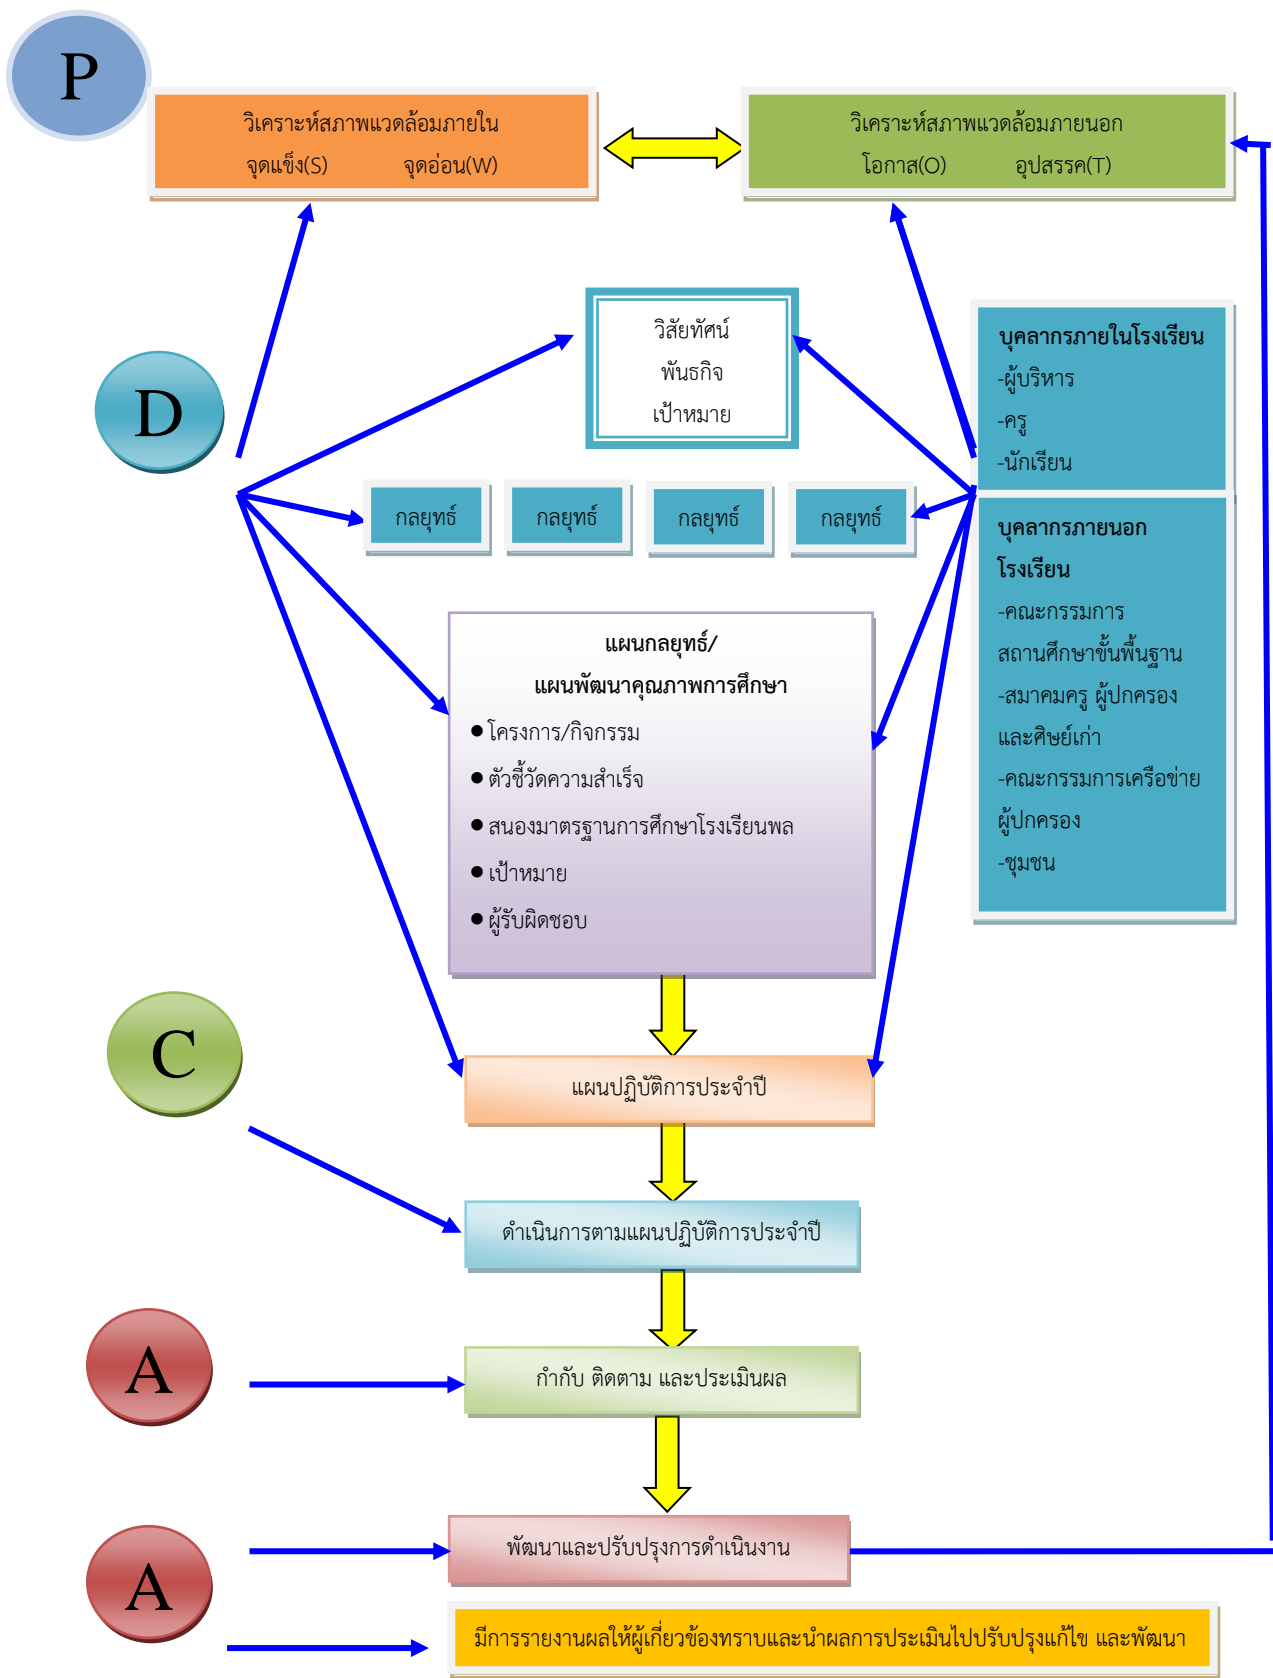 P
วิเคราะห์สภาพแวดล้อมภายใน
จุดแข็ง(S) จุดอ่อน(W)
วิเคราะห์สภาพแวดล้อมภายนอก
โอกาส(O) อุปสรรค(T)
D
วิสัยทัศน์
พันธกิจ
เป้าหมาย
บุคลากรภายในโรงเรียน
-ผู้บริหาร
-ครู
-นักเรียน
กลยุทธ์
กลยุทธ์
กลยุทธ์
กลยุทธ์
บุคลากรภายนอก
โรงเรียน
-คณะกรรมการ
สถานศึกษาขั้นพื้นฐาน
-สมาคมครู ผู้ปกครอง
และศิษย์เก่า
-คณะกรรมการเครือข่าย
ผู้ปกครอง
-ชุมชน
แผนกลยุทธ์/
แผนพัฒนาคุณภาพการศึกษา
● โครงการ/กิจกรรม
● ตัวชี้วัดความสำเร็จ
● สนองมาตรฐานการศึกษาโรงเรียนพล
● เป้าหมาย
● ผู้รับผิดชอบ
C
แผนปฏิบัติการประจำปี
ดำเนินการตามแผนปฏิบัติการประจำปี
A
กำกับ ติดตาม และประเมินผล
พัฒนาและปรับปรุงการดำเนินงาน
A
มีการรายงานผลให้ผู้เกี่ยวข้องทราบและนำผลการประเมินไปปรับปรุงแก้ไข และพัฒนา